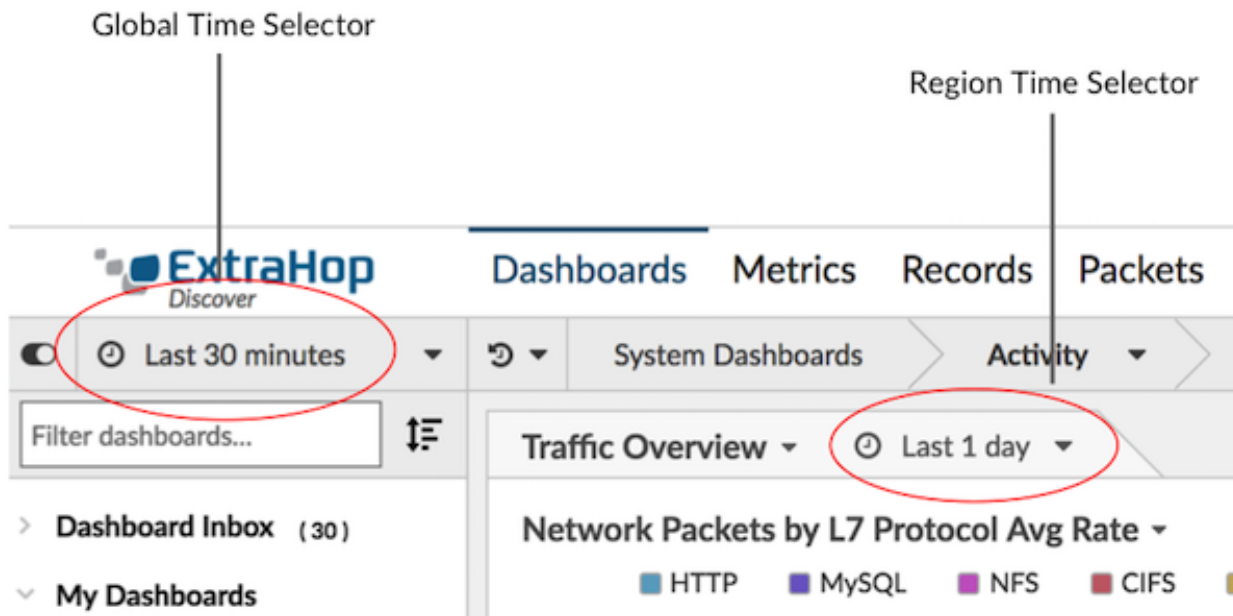 Global Time Selector
Region Time Selector
ExtraHop
Discover
Dashboards Metrics Records Packets
Last 30 minutes
System Dashboards Activity
Filter dashboards...
Traffic Overview Last 1 day
Dashboard Inbox (30)
Network Packets by L7 Protocol Avg Rate
HTTP MySQL NFS CIFS
My Dashboards